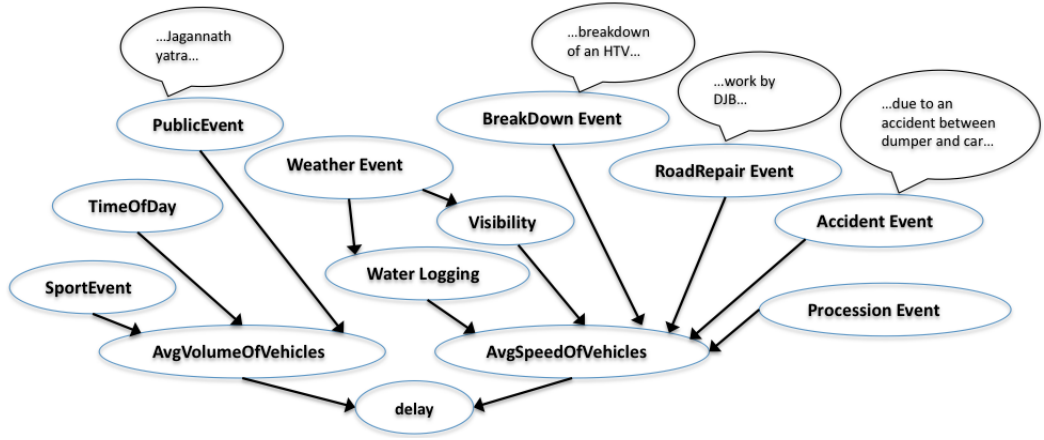 ...Jagannath
yatra...
...breakdown
of an HTV...
...work by
DJB...
...due to an
accident between
dumper and car...
PublicEvent
BreakDown Event
Weather Event
RoadRepair Event
TimeOfDay
Visibility
Accident Event
Water Logging
SportEvent
Procession Event
AvgVolumeOfVehicles
AvgSpeedOfVehicles
delay